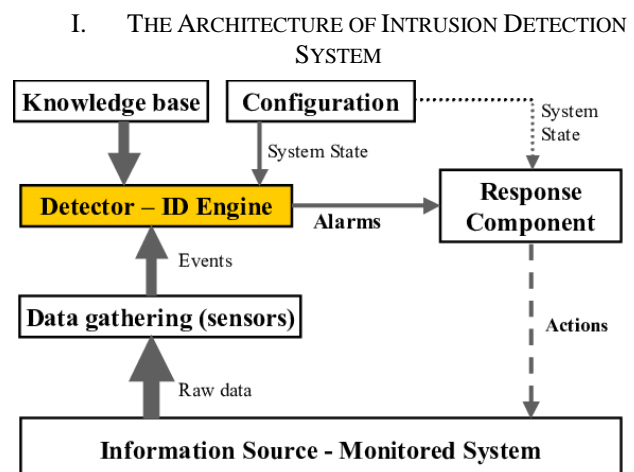 I. THE ARCHITECTURE OF INTRUSION DETECTION
SYSTEM
Knowledge base
Configuration
System
State
System State
Detector – ID Engine
Alarms
Response
Component
Events
Data gathering (sensors)
Actions
Raw data
Information Source - Monitored System